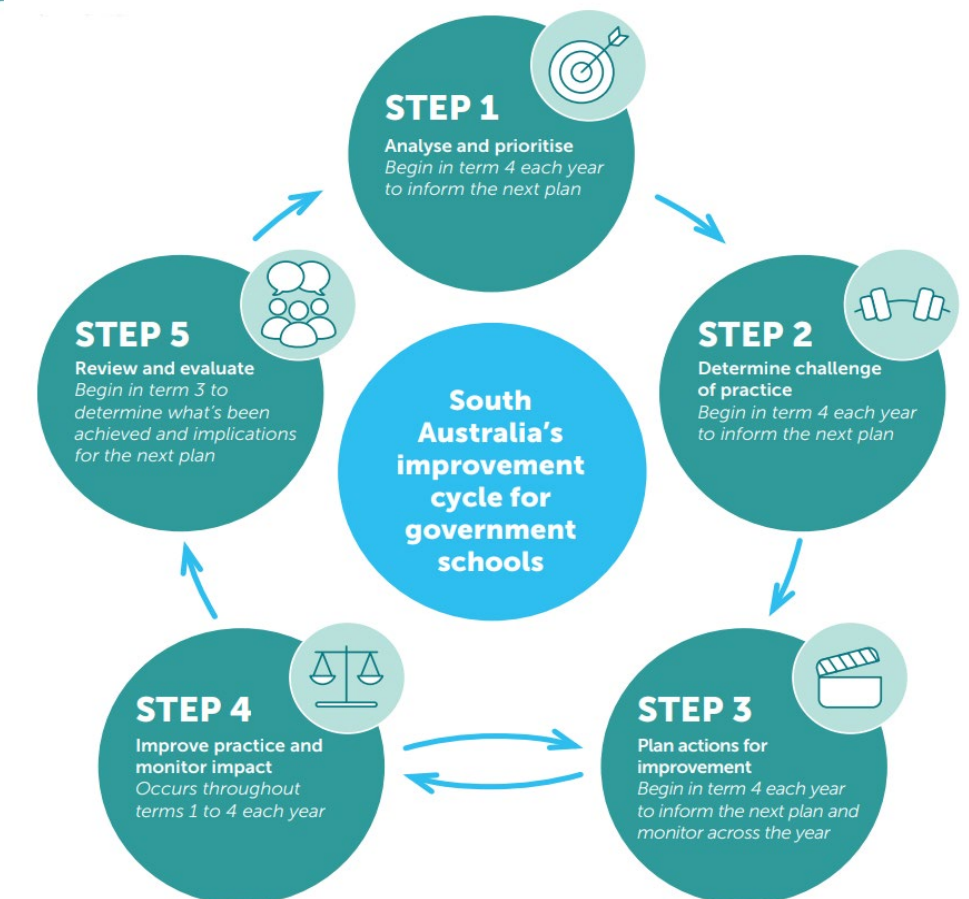 STEP 1
Analyse and prioritise
Begin in term 4 each year
to inform the next plan
STEP 2
Determine challenge
of practice
Begin in term 4 each year
to inform the next plan
STEP 3
Plan actions for
improvement
Begin in term 4 each year
to inform the next plan and
monitor across the year
STEP 4
Improve practice and
monitor impact
Occurs throughout
terms 1 to 4 each year
STEP 5
Review and evaluate
Begin in term 3 to
determine what's been
achieved and implications
for the next plan
South
Australia's
improvement
cycle for
government
schools